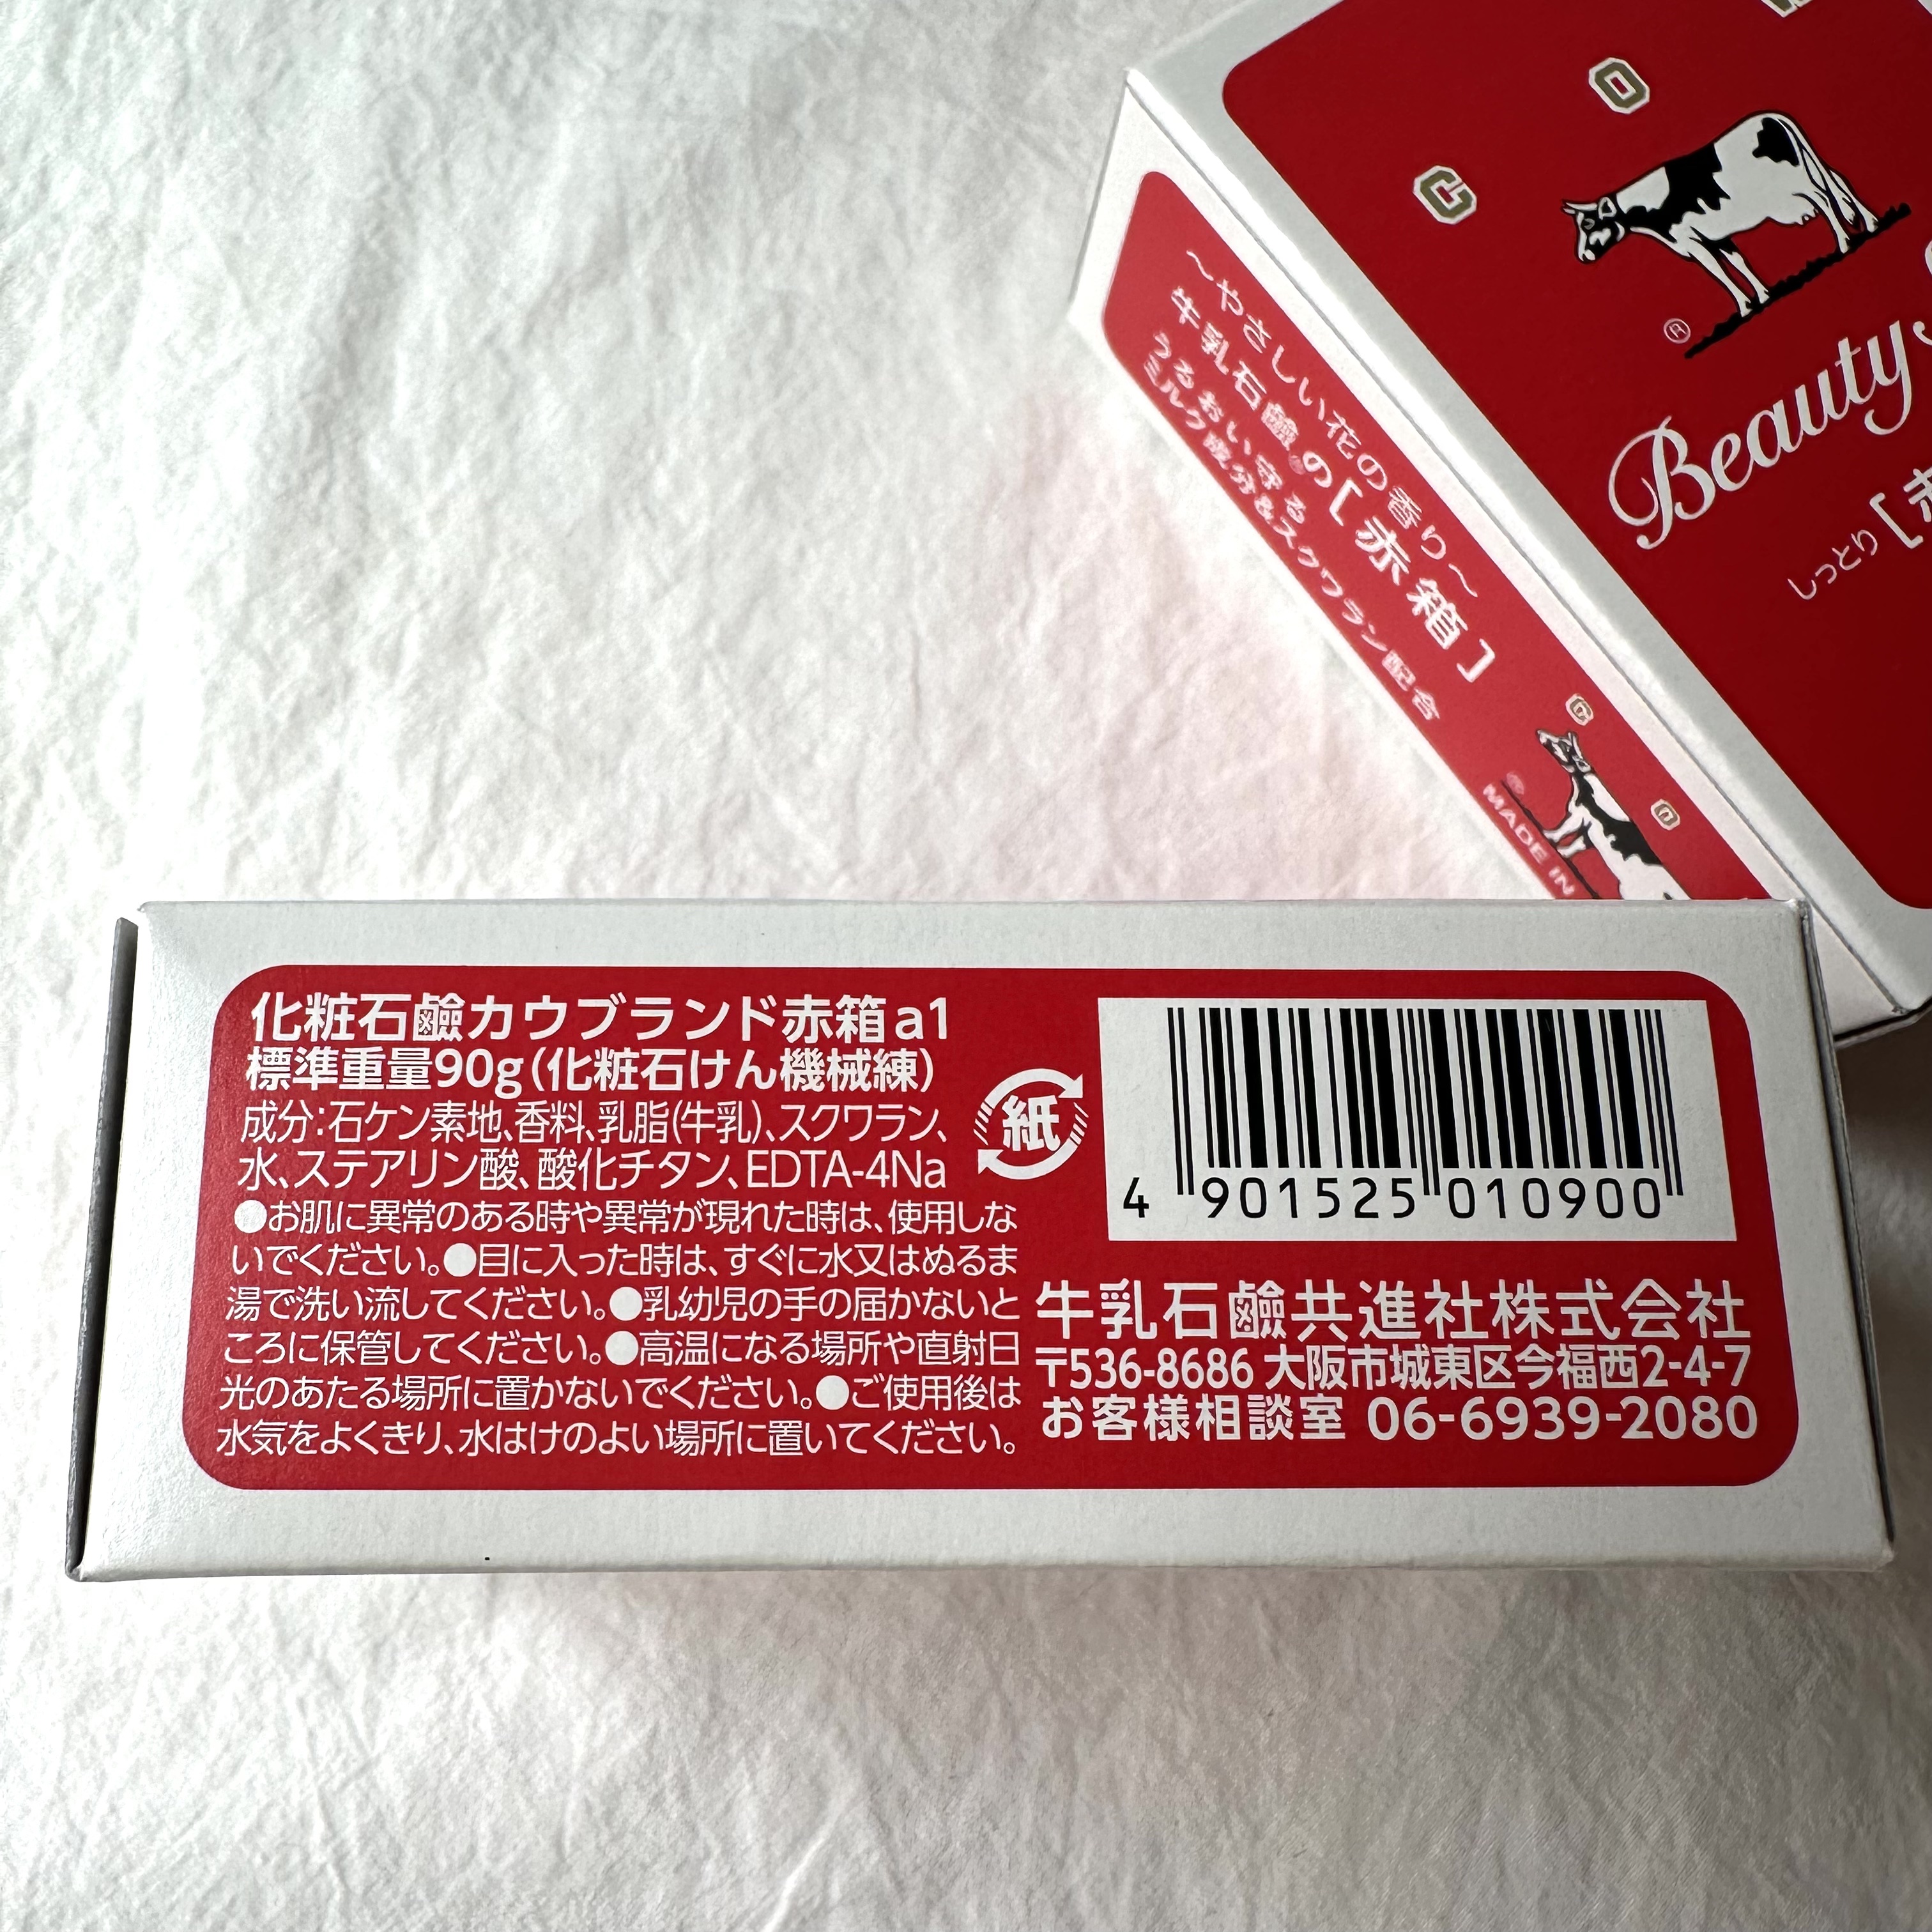 C O
®
Beauty
しっとり [
〜やさしい花の香り〜
牛乳石鹼®の[赤箱]
うるおい守る
ミルク成分&スクワラン配合
C O
®
MADE IN
化粧石鹼カウブランド赤箱a1
標準重量90g(化粧石けん機械練)
成分:石ケン素地、香料、乳脂(牛乳)、スクワラン、
水、ステアリン酸、酸化チタン、EDTA-4Na
●お肌に異常のある時や異常が現れた時は、使用しな
いでください。●目に入った時は、すぐに水又はぬるま
湯で洗い流してください。●乳幼児の手の届かないと
ころに保管してください。●高温になる場所や直射日
光のあたる場所に置かないでください。●ご使用後は
水気をよくきり、水はけのよい場所に置いてください。
紙
4 901525 010900
牛乳石鹼共進社株式会社
〒536-8686 大阪市城東区今福西2-4-7
お客様相談室 06-6939-2080